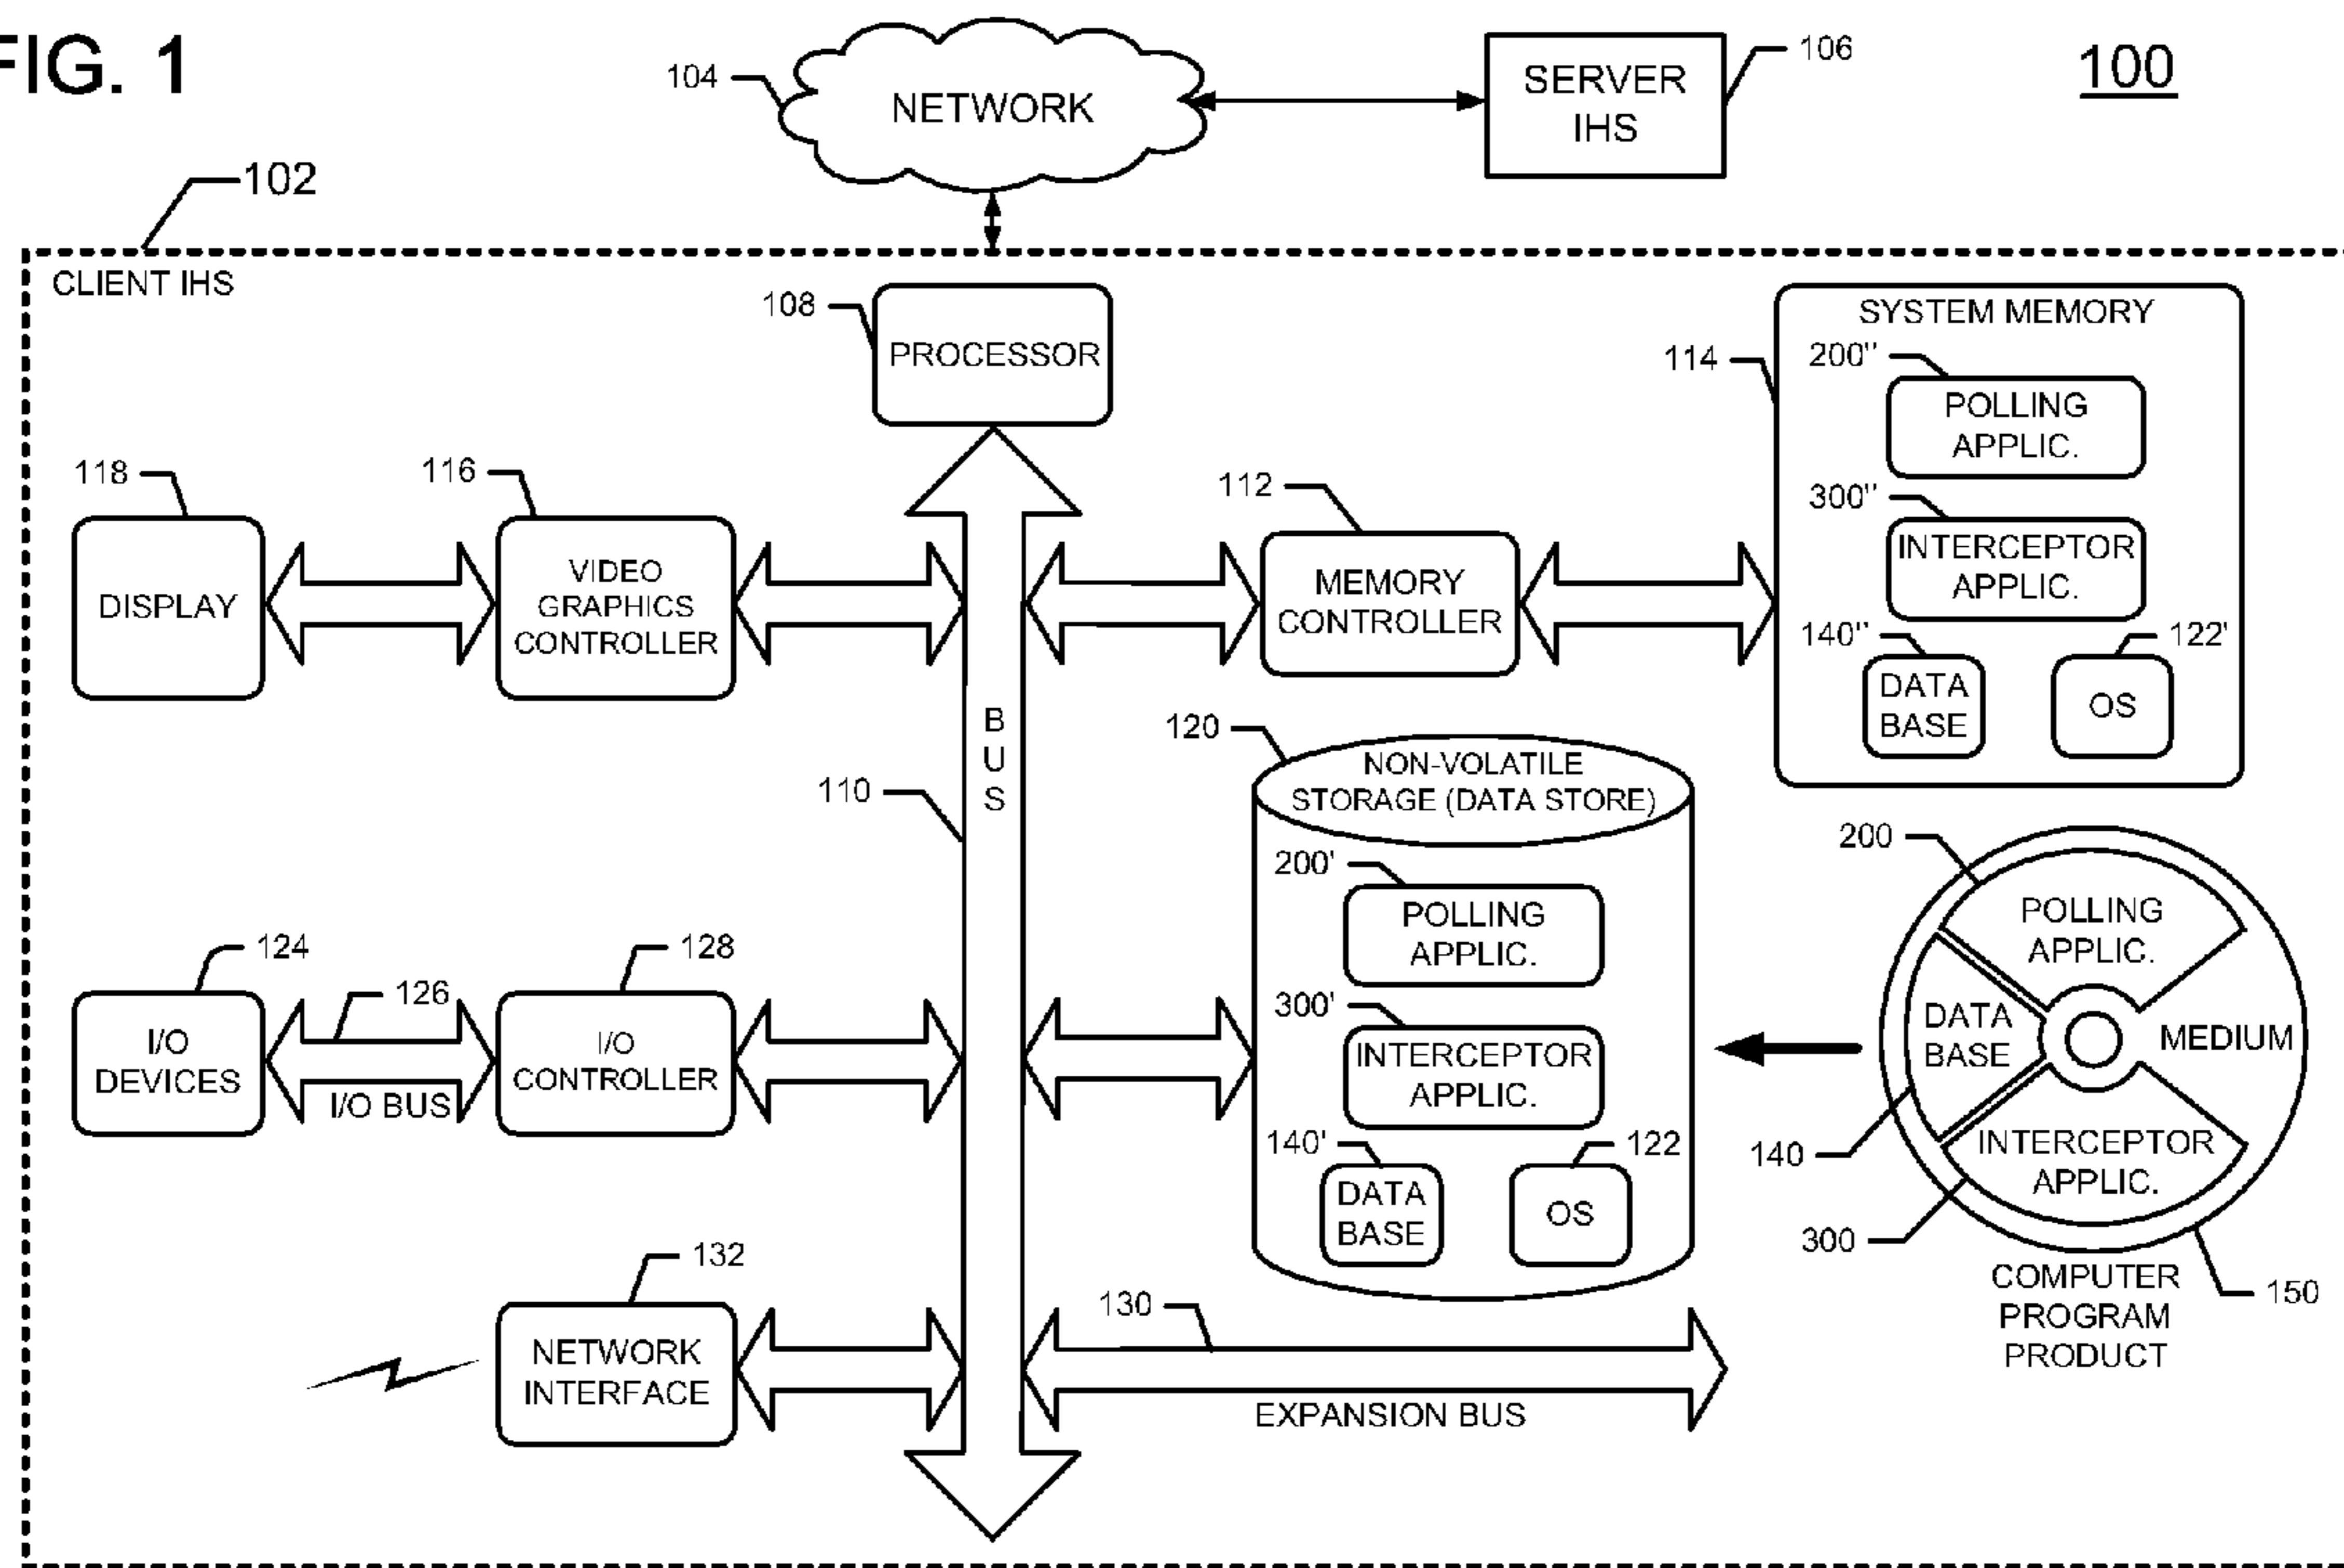 FIG. 1
100
104
NETWORK
SERVER
IHS
106
102
CLIENT IHS
108
PROCESSOR
SYSTEM MEMORY
114
200"
POLLING
APPLIC.
300"
INTERCEPTOR
APPLIC.
140"
DATA
BASE
122'
OS
118
DISPLAY
116
VIDEO
GRAPHICS
CONTROLLER
112
MEMORY
CONTROLLER
110
B
U
S
120
NON-VOLATILE
STORAGE (DATA STORE)
200'
POLLING
APPLIC.
300'
INTERCEPTOR
APPLIC.
140'
DATA
BASE
122
OS
200
POLLING
APPLIC.
DATA
BASE
MEDIUM
140
INTERCEPTOR
APPLIC.
300
COMPUTER
PROGRAM
PRODUCT
150
124
I/O
DEVICES
126
I/O BUS
128
I/O
CONTROLLER
132
NETWORK
INTERFACE
130
EXPANSION BUS